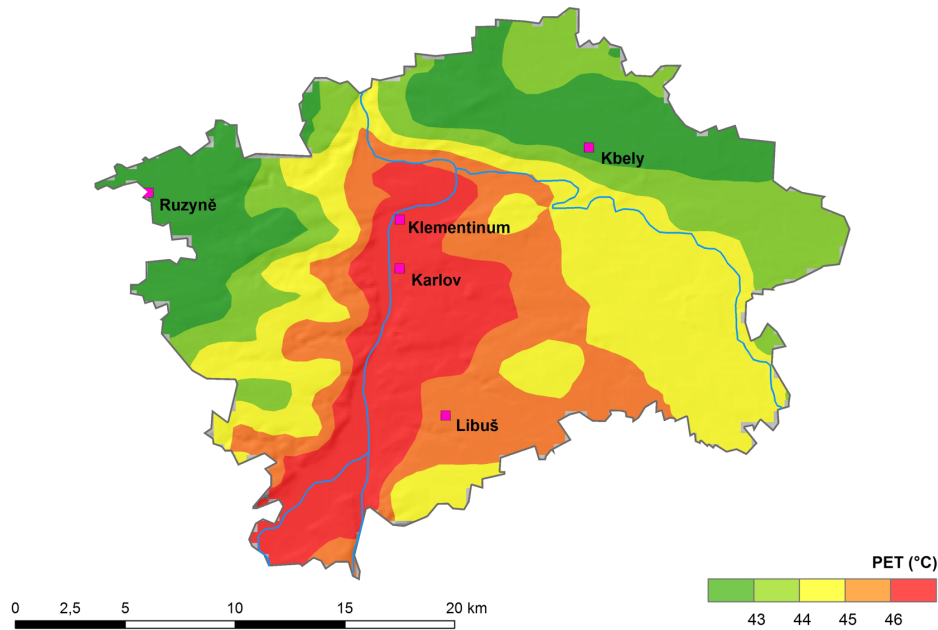 Kbely
Ruzyně
Klementinum
Karlov
Libuš
PET (°C)
0 2,5 5 10 15 20 km
43 44 45 46